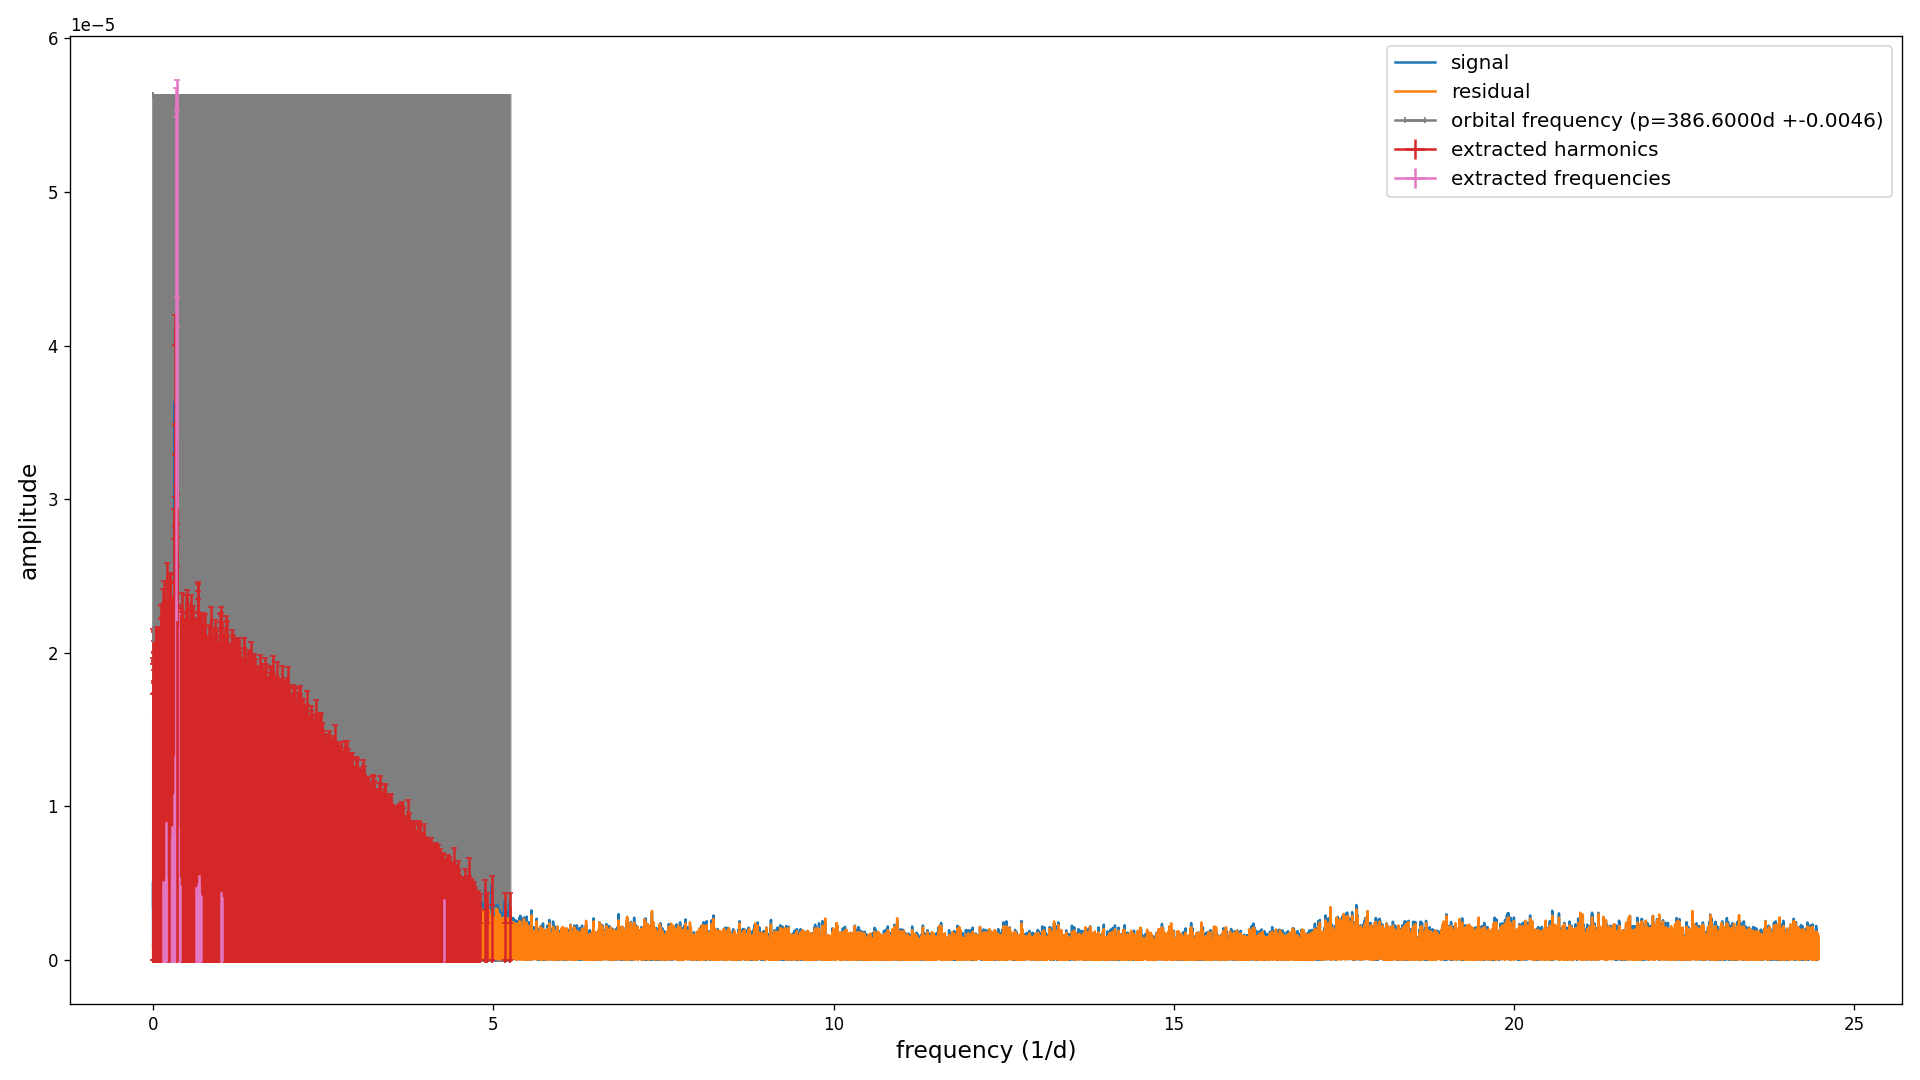 1e−5
6
5
4
3
2
1
0
amplitude
0
5
10
15
20
25
frequency (1/d)
signal
residual
orbital frequency (p=386.6000d +-0.0046)
extracted harmonics
extracted frequencies